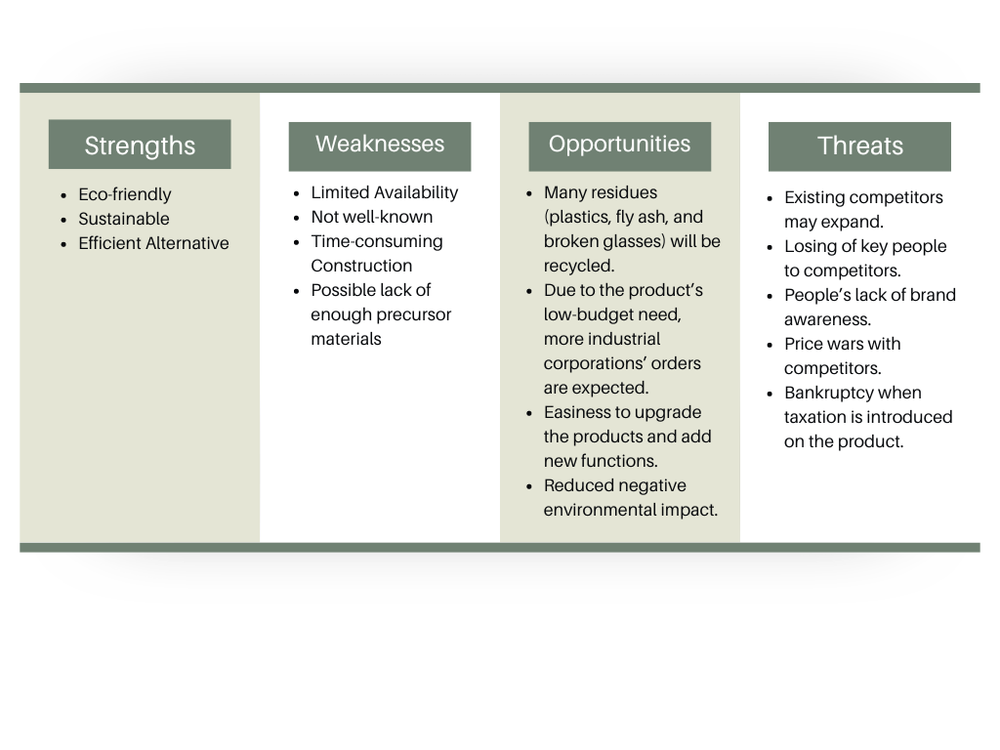 Strengths
• Eco-friendly
• Sustainable
• Efficient Alternative
Weaknesses
• Limited Availability
• Not well-known
• Time-consuming
Construction
• Possible lack of
enough precursor
materials
Opportunities
• Many residues
(plastics, fly ash, and
broken glasses) will be
recycled.
• Due to the product’s
low-budget need,
more industrial
corporations’ orders
are expected.
• Easiness to upgrade
the products and add
new functions.
• Reduced negative
environmental impact.
Threats
• Existing competitors
may expand.
• Losing of key people
to competitors.
• People’s lack of brand
awareness.
• Price wars with
competitors.
• Bankruptcy when
taxation is introduced
on the product.